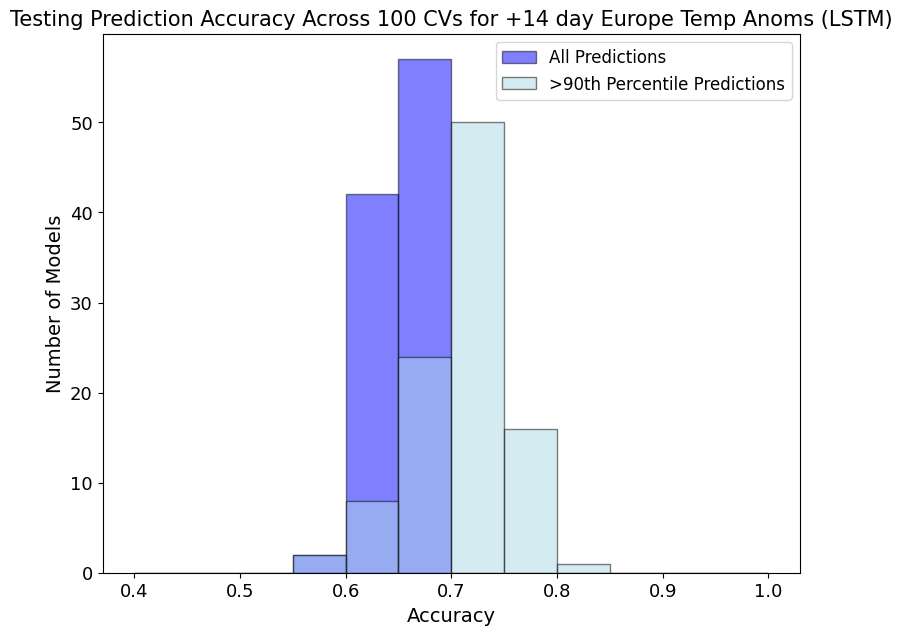 Testing Prediction Accuracy Across 100 CVs for +14 day Europe Temp Anoms (LSTM)
All Predictions
>90th Percentile Predictions
Number of Models
50
40
30
20
10
0
0.4 0.5 0.6 0.7 0.8 0.9 1.0
Accuracy